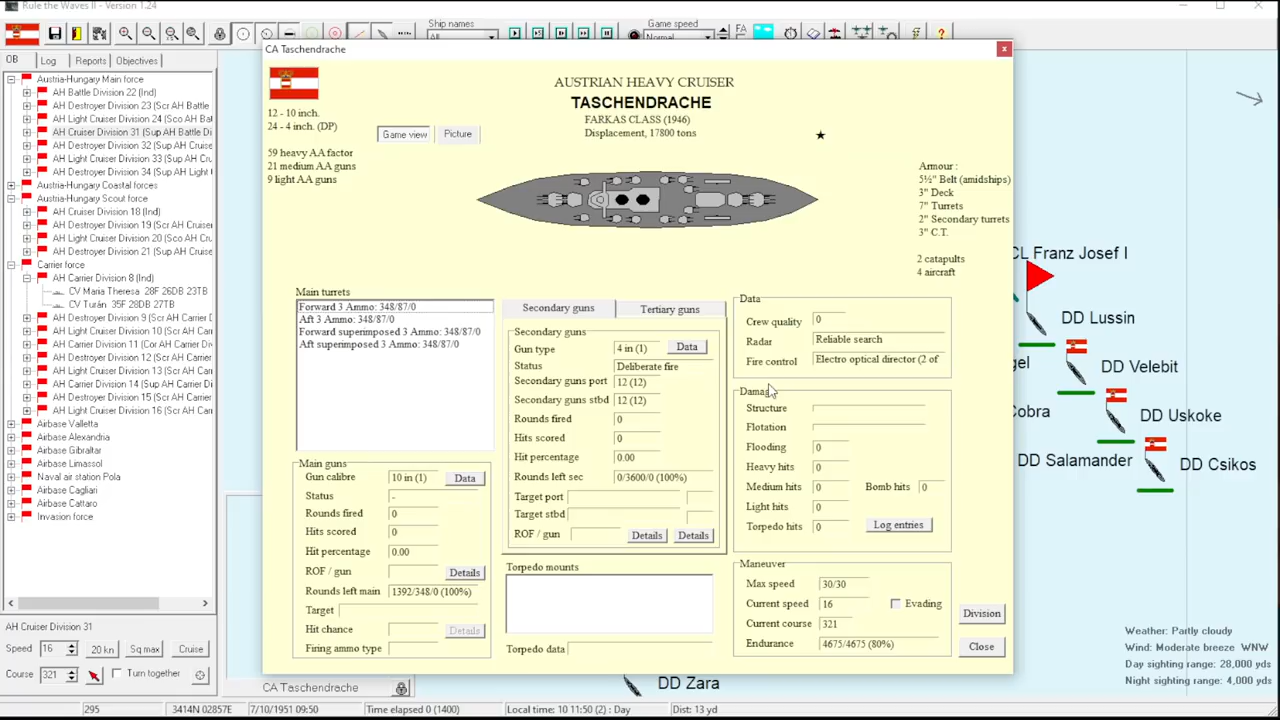 Rule the Waves II - Version 1.24
Ship names
All
Game speed
Normal
FA
OB
Log
Reports
Objectives
Austria-Hungary Main force
AH Battle Division 22 (Ind)
AH Destroyer Division 23 (Scr AH Battle
AH Light Cruiser Division 24 (Sco AH Ba
AH Cruiser Division 31 (Sup AH Battle Di
AH Destroyer Division 32 (Sup AH Cruise
AH Light Cruiser Division 33 (Sup AH Cr
AH Destroyer Division 34 (Sup AH Light
Austria-Hungary Coastal forces
Austria-Hungary Scout force
AH Cruiser Division 18 (Ind)
AH Destroyer Division 19 (Scr AH Cruise
AH Light Cruiser Division 20 (Sco AH Cr
AH Destroyer Division 21 (Sup AH Light
Carrier force
AH Carrier Division 8 (Ind)
CV Maria Theresa 28F 26DB 23TB
CV Turán 35F 28DB 27TB
AH Destroyer Division 9 (Scr AH Carrier
AH Light Cruiser Division 10 (Scr AH Car
AH Carrier Division 11 (Cor AH Carrier D
AH Destroyer Division 12 (Scr AH Carrier
AH Light Cruiser Division 13 (Scr AH Car
AH Carrier Division 14 (Sup AH Carrier D
AH Destroyer Division 15 (Scr AH Carrier
AH Light Cruiser Division 16 (Scr AH Car
Airbase Valletta
Airbase Alexandria
Airbase Gibraltar
Airbase Limassol
Naval air station Pola
Airbase Cagliari
Airbase Cattaro
Invasion force
AH Cruiser Division 31
Speed 16 20 kn Sq max Cruise
Course 321 Turn together
CA Taschendrache
AUSTRIAN HEAVY CRUISER
TASCHENDRACHE
FARKAS CLASS (1946)
Displacement, 17800 tons
12 - 10 inch.
24 - 4 inch. (DP)
59 heavy AA factor
21 medium AA guns
9 light AA guns
Game view
Picture
Armour :
5½" Belt (amidships)
3" Deck
7" Turrets
2" Secondary turrets
3" C.T.
2 catapults
4 aircraft
Main turrets
Forward 3 Ammo: 348/87/0
Aft 3 Ammo: 348/87/0
Forward superimposed 3 Ammo: 348/87/0
Aft superimposed 3 Ammo: 348/87/0
Main guns
Gun calibre 10 in (1) Data
Status -
Rounds fired 0
Hits scored 0
Hit percentage 0.00
ROF / gun Details
Rounds left main 1392/348/0 (100%)
Target
Hit chance Details
Firing ammo type
Secondary guns
Tertiary guns
Secondary guns
Gun type 4 in (1) Data
Status Deliberate fire
Secondary guns port 12 (12)
Secondary guns stbd 12 (12)
Rounds fired 0
Hits scored 0
Hit percentage 0.00
Rounds left sec 0/3600/0 (100%)
Target port
Target stbd
ROF / gun Details Details
Torpedo mounts
Torpedo data
Data
Crew quality 0
Radar Reliable search
Fire control Electro optical director (2 of
Damage
Structure
Flotation
Flooding 0
Heavy hits 0
Medium hits 0 Bomb hits 0
Light hits 0
Torpedo hits 0 Log entries
Maneuver
Max speed 30/30
Current speed 16 Evading
Current course 321
Endurance 4675/4675 (80%)
Division
Close
CL Franz Josef I
DD Lussin
gel
DD Velebit
Cobra
DD Uskoke
DD Salamander
DD Csikos
DD Zara
Weather: Partly cloudy
Wind: Moderate breeze WNW
Day sighting range: 28,000 yds
Night sighting range: 4,000 yds
CA Taschendrache
295
3414N 02857E
7/10/1951 09:50
Time elapsed 0 (1400)
Local time: 10 11:50 (2) : Day
Dist: 13 yd